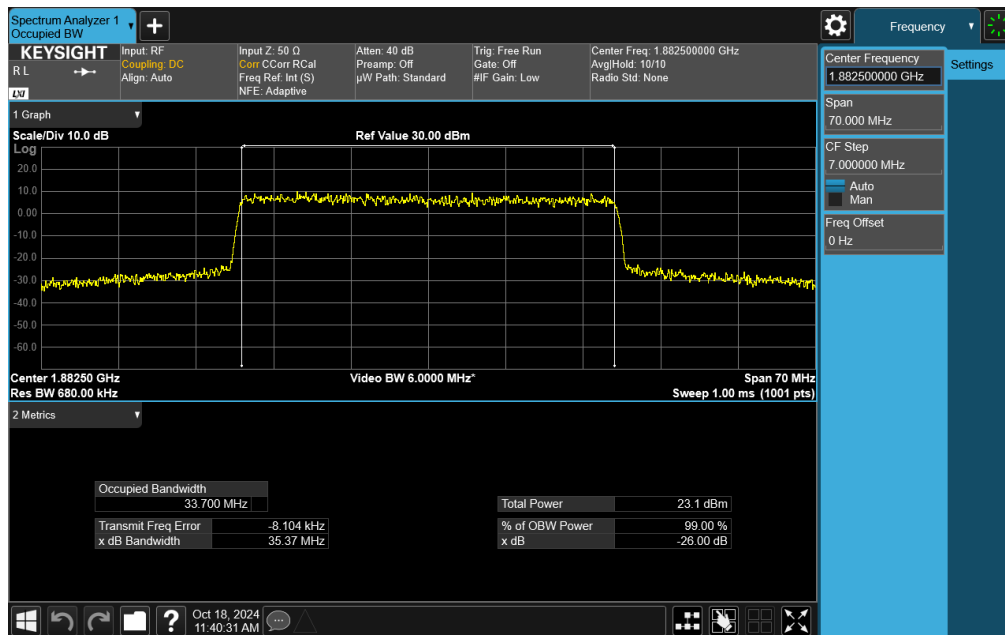 Spectrum Analyzer 1
Occupied BW
Frequency
KEYSIGHT
R L
LXI
Input: RF
Coupling: DC
Align: Auto
Input Z: 50 Ω
Corr CCorr RCal
Freq Ref: Int (S)
NFE: Adaptive
Atten: 40 dB
Preamp: Off
µW Path: Standard
Trig: Free Run
Gate: Off
#IF Gain: Low
Center Freq: 1.882500000 GHz
Avg|Hold: 10/10
Radio Std: None
Center Frequency
1.882500000 GHz
Settings
Span
70.000 MHz
CF Step
7.000000 MHz
Auto
Man
Freq Offset
0 Hz
1 Graph
Scale/Div 10.0 dB
Ref Value 30.00 dBm
Log
20.0
10.0
0.00
-10.0
-20.0
-30.0
-40.0
-50.0
-60.0
Center 1.88250 GHz
Video BW 6.0000 MHz*
Span 70 MHz
Res BW 680.00 kHz
Sweep 1.00 ms (1001 pts)
2 Metrics
Occupied Bandwidth
33.700 MHz
Total Power 23.1 dBm
Transmit Freq Error -8.104 kHz
% of OBW Power 99.00 %
x dB Bandwidth 35.37 MHz
x dB -26.00 dB
?
Oct 18, 2024
11:40:31 AM